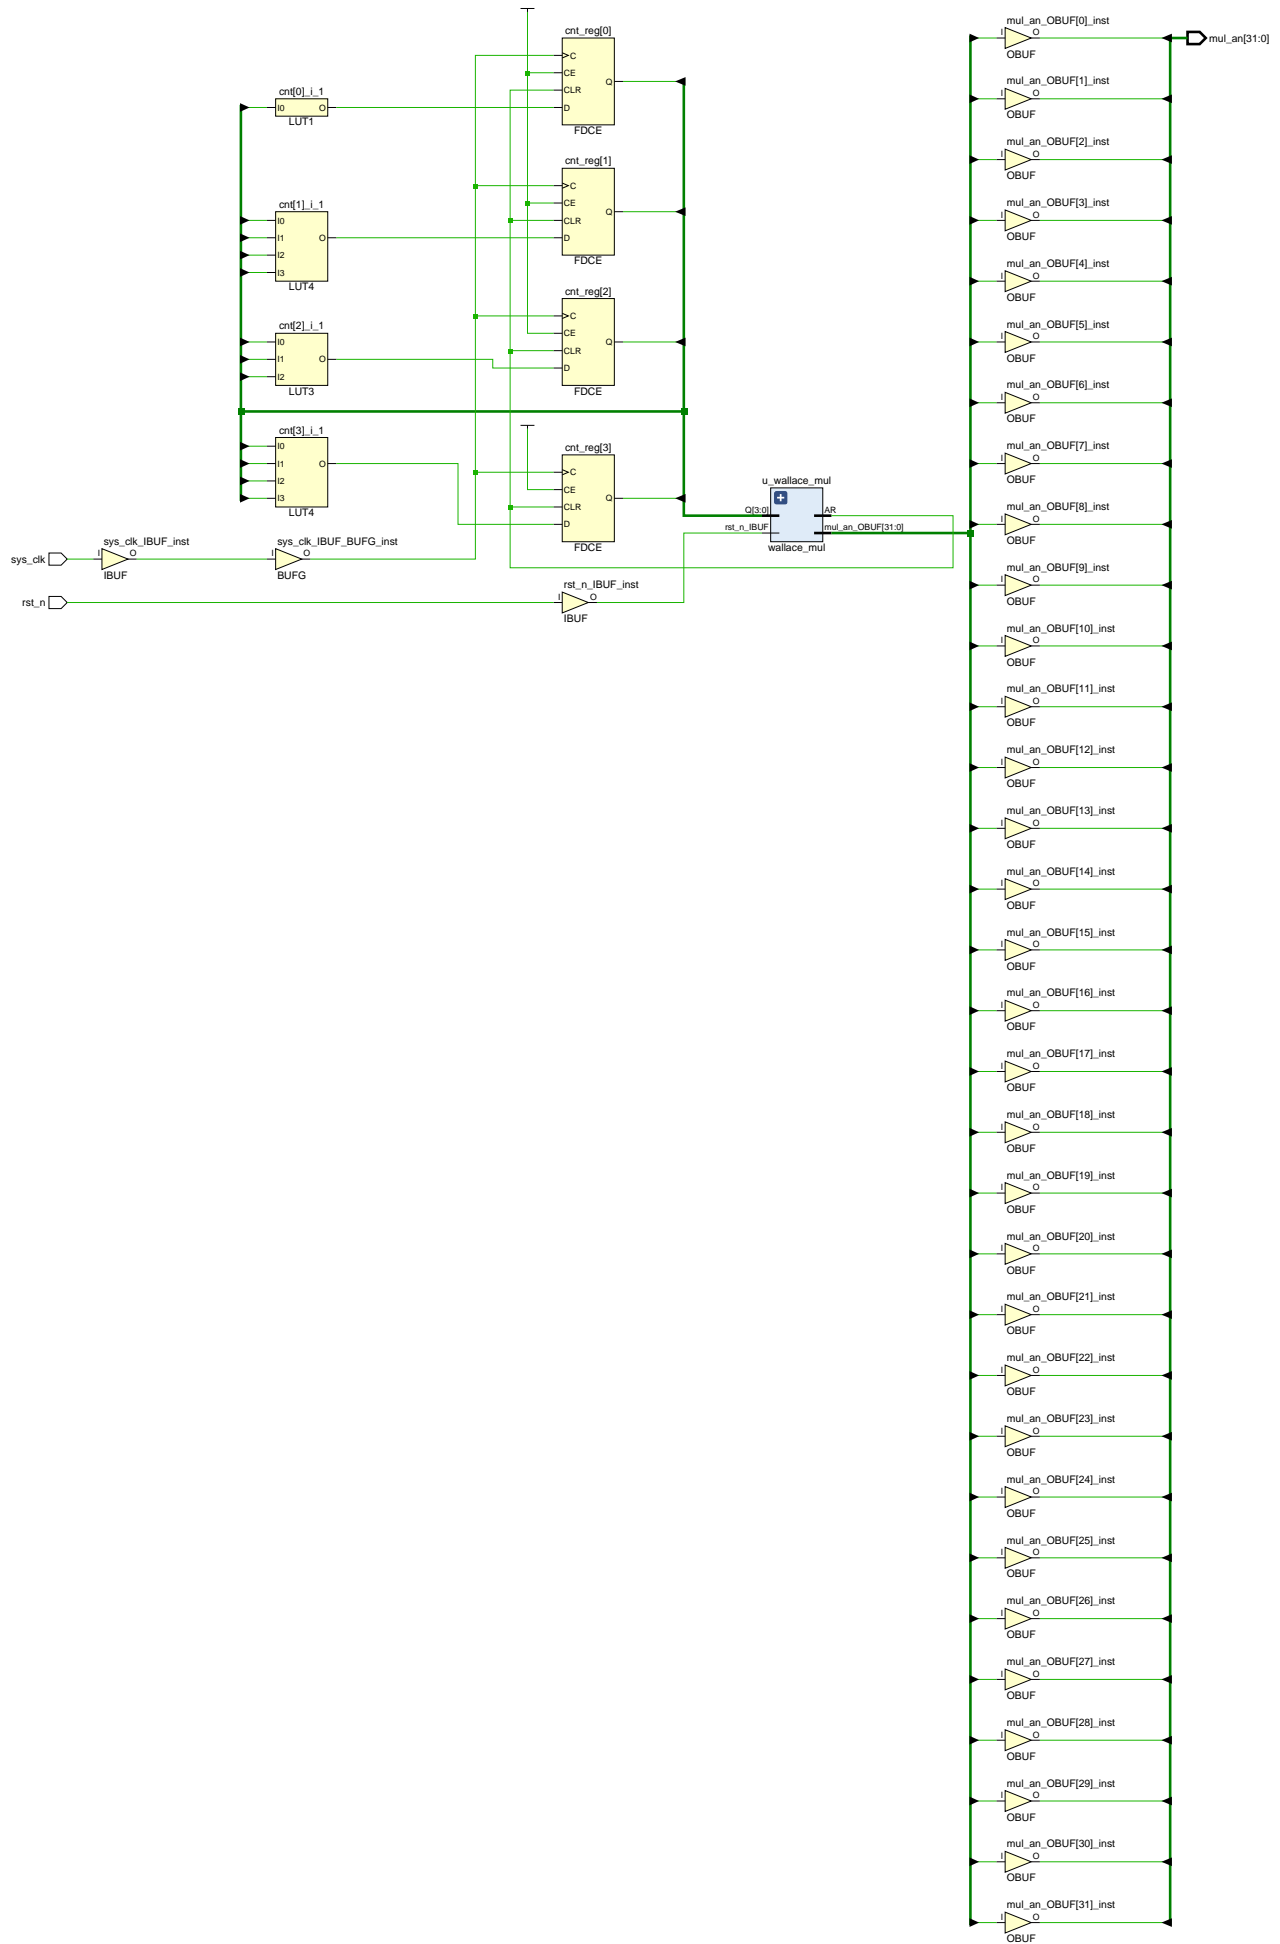 cnt_reg[0]
C
CE
CLR
D
Q
FDCE
cnt[0]_i_1
I0
O
LUT1
cnt_reg[1]
C
CE
CLR
D
Q
FDCE
cnt[1]_i_1
I0
I1
I2
I3
O
LUT4
cnt_reg[2]
C
CE
CLR
D
Q
FDCE
cnt[2]_i_1
I0
I1
I2
O
LUT3
cnt[3]_i_1
I0
I1
I2
I3
O
LUT4
cnt_reg[3]
C
CE
CLR
D
Q
FDCE
u_wallace_mul
Q[3:0]
AR
rst_n_IBUF
mul_an_OBUF[31:0]
wallace_mul
sys_clk
sys_clk_IBUF_inst
I
O
IBUF
sys_clk_IBUF_BUFG_inst
I
O
BUFG
rst_n
rst_n_IBUF_inst
I
O
IBUF
mul_an_OBUF[0]_inst
I
O
OBUF
mul_an[31:0]
mul_an_OBUF[1]_inst
I
O
OBUF
mul_an_OBUF[2]_inst
I
O
OBUF
mul_an_OBUF[3]_inst
I
O
OBUF
mul_an_OBUF[4]_inst
I
O
OBUF
mul_an_OBUF[5]_inst
I
O
OBUF
mul_an_OBUF[6]_inst
I
O
OBUF
mul_an_OBUF[7]_inst
I
O
OBUF
mul_an_OBUF[8]_inst
I
O
OBUF
mul_an_OBUF[9]_inst
I
O
OBUF
mul_an_OBUF[10]_inst
I
O
OBUF
mul_an_OBUF[11]_inst
I
O
OBUF
mul_an_OBUF[12]_inst
I
O
OBUF
mul_an_OBUF[13]_inst
I
O
OBUF
mul_an_OBUF[14]_inst
I
O
OBUF
mul_an_OBUF[15]_inst
I
O
OBUF
mul_an_OBUF[16]_inst
I
O
OBUF
mul_an_OBUF[17]_inst
I
O
OBUF
mul_an_OBUF[18]_inst
I
O
OBUF
mul_an_OBUF[19]_inst
I
O
OBUF
mul_an_OBUF[20]_inst
I
O
OBUF
mul_an_OBUF[21]_inst
I
O
OBUF
mul_an_OBUF[22]_inst
I
O
OBUF
mul_an_OBUF[23]_inst
I
O
OBUF
mul_an_OBUF[24]_inst
I
O
OBUF
mul_an_OBUF[25]_inst
I
O
OBUF
mul_an_OBUF[26]_inst
I
O
OBUF
mul_an_OBUF[27]_inst
I
O
OBUF
mul_an_OBUF[28]_inst
I
O
OBUF
mul_an_OBUF[29]_inst
I
O
OBUF
mul_an_OBUF[30]_inst
I
O
OBUF
mul_an_OBUF[31]_inst
I
O
OBUF